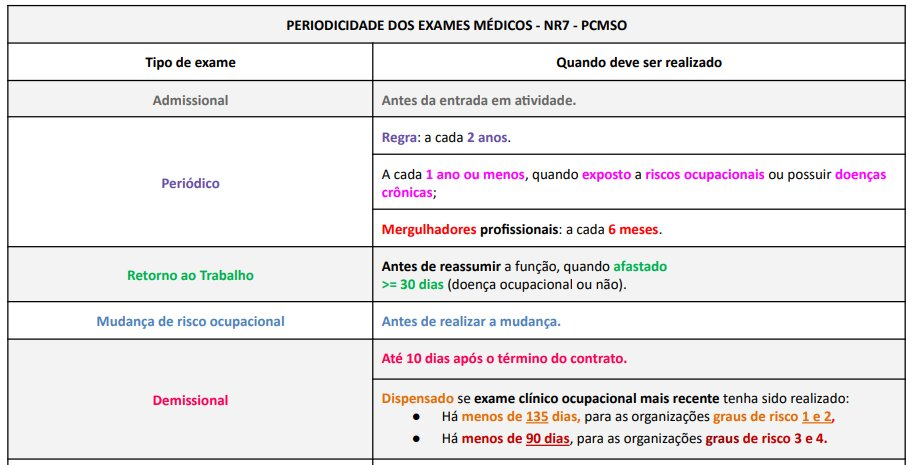 PERIODICIDADE DOS EXAMES MÉDICOS - NR7 - PCMSO
Tipo de exame
Quando deve ser realizado
Admissional
Antes da entrada em atividade.
Periódico
Regra: a cada 2 anos.
A cada 1 ano ou menos, quando exposto a riscos ocupacionais ou possuir doenças
crônicas;
Mergulhadores profissionais: a cada 6 meses.
Retorno ao Trabalho
Antes de reassumir a função, quando afastado
>= 30 dias (doença ocupacional ou não).
Mudança de risco ocupacional
Antes de realizar a mudança.
Demissional
Até 10 dias após o término do contrato.
Dispensado se exame clínico ocupacional mais recente tenha sido realizado:
● Há menos de 135 dias, para as organizações graus de risco 1 e 2,
● Há menos de 90 dias, para as organizações graus de risco 3 e 4.